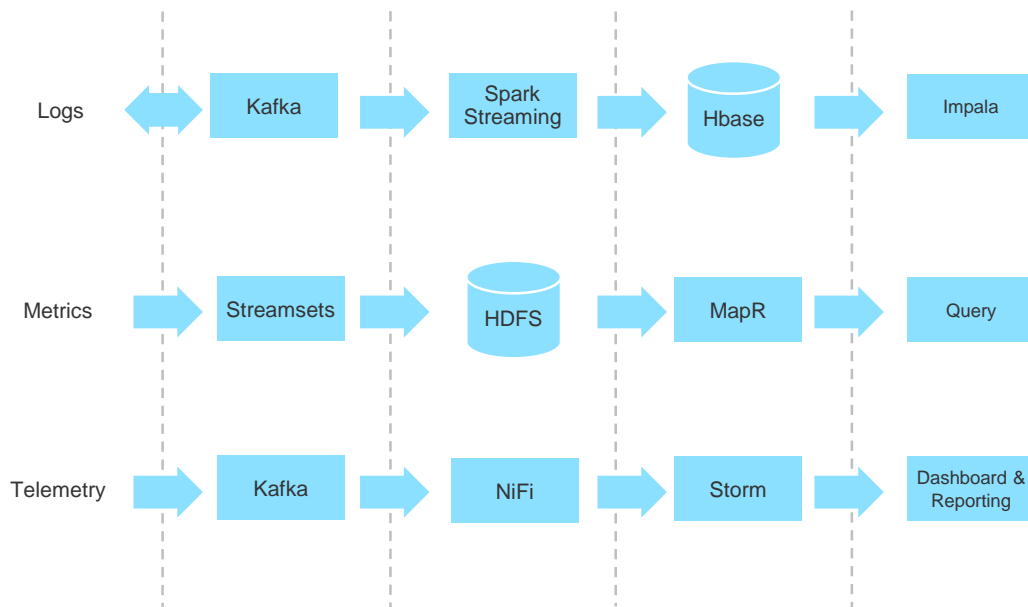 Logs
Kafka
Spark
Streaming
Hbase
Impala
Metrics
Streamsets
HDFS
MapR
Query
Telemetry
Kafka
NiFi
Storm
Dashboard &
Reporting